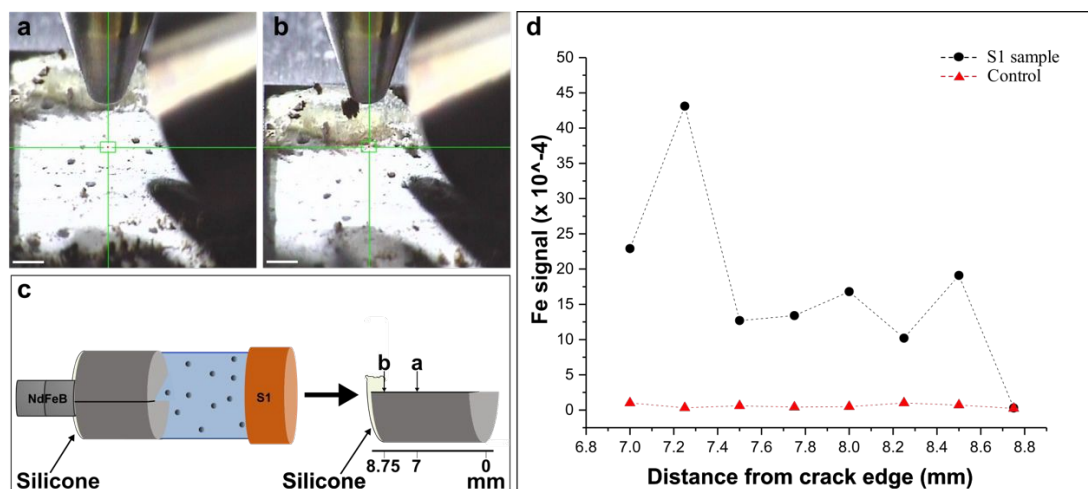 a
b
c
NdFeB
S1
Silicone
b
a
Silicone
8.75
7
0
mm
d
S1 sample
Control
Fe signal (x 10^-4)
50
45
40
35
30
25
20
15
10
5
0
6.8 7.0 7.2 7.4 7.6 7.8 8.0 8.2 8.4 8.6 8.8
Distance from crack edge (mm)